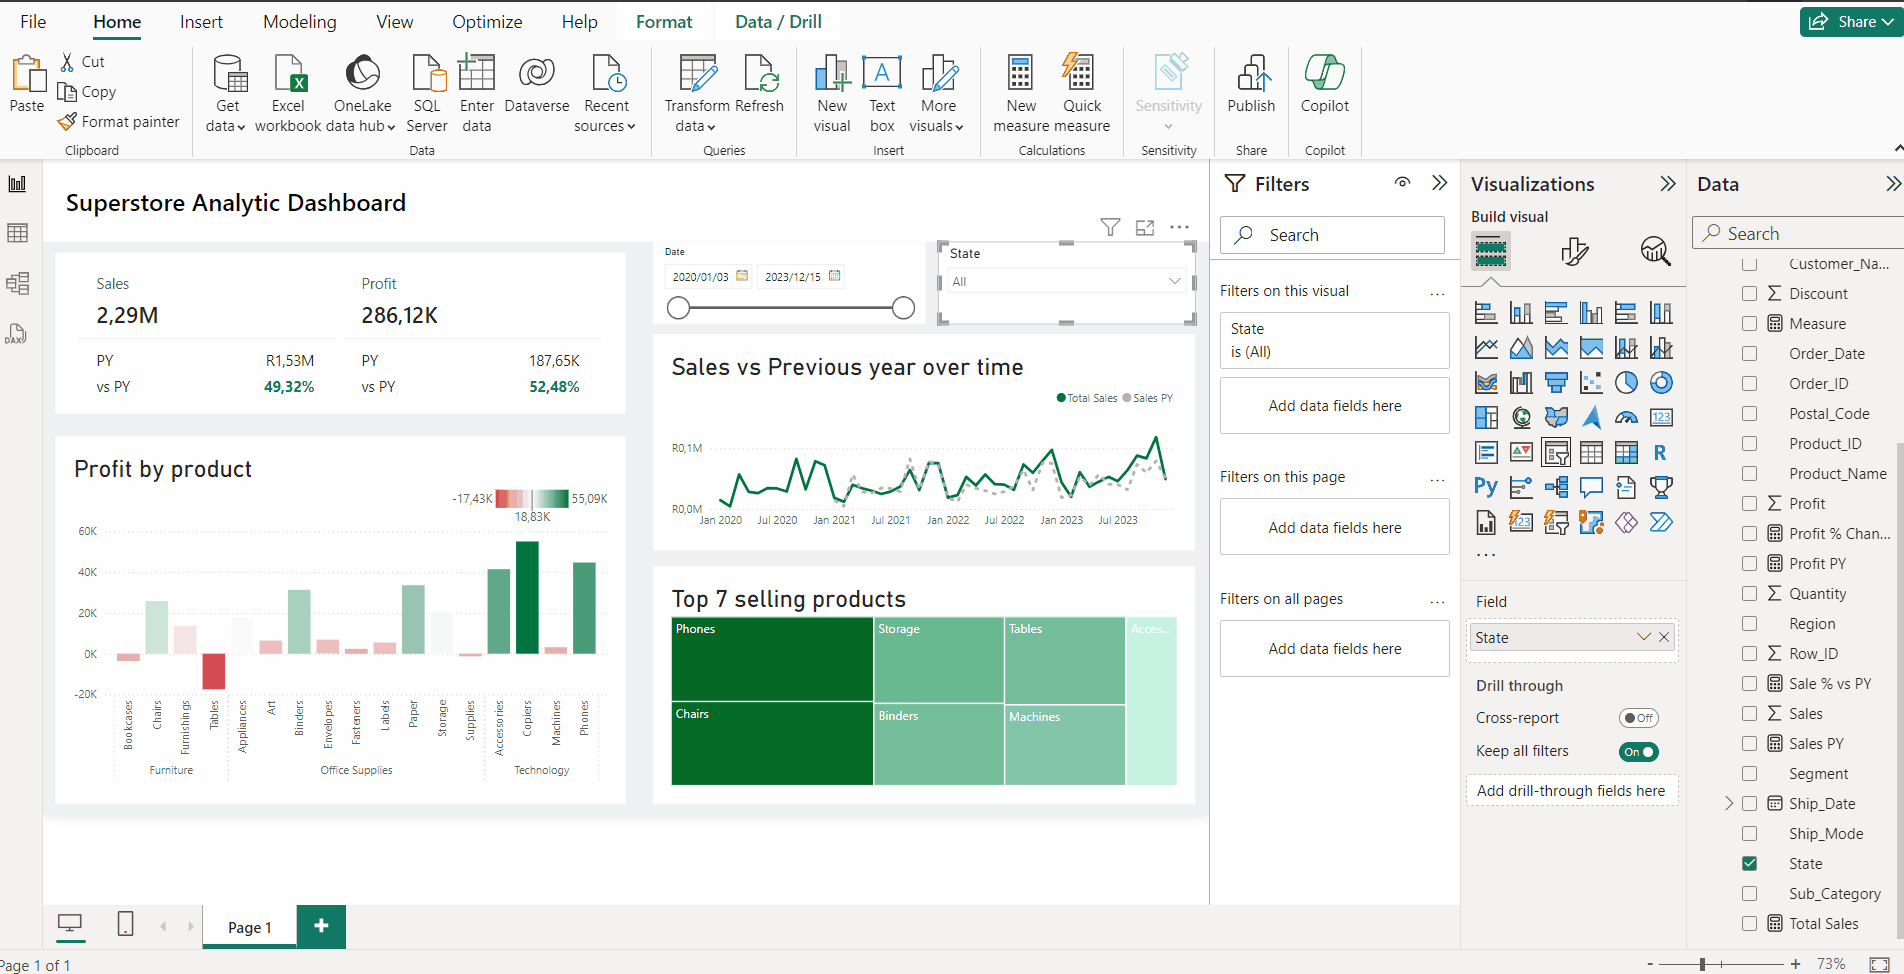 File Home Insert Modeling View Optimize Help Format Data / Drill Share
Paste
Cut
Copy
Format painter
Clipboard
Get data
Excel workbook
OneLake data hub
SQL Server
Enter data
Dataverse
Recent sources
Data
Transform data
Refresh
Queries
New visual
Text box
More visuals
Insert
New measure
Quick measure
Calculations
Sensitivity
Sensitivity
Publish
Share
Copilot
Copilot
DAX
Superstore Analytic Dashboard
Sales
2,29M
PY R1,53M
vs PY 49,32%
Profit
286,12K
PY 187,65K
vs PY 52,48%
Date
2020/01/03 2023/12/15
State
All
Profit by product
-17,43K 55,09K
18,83K
60K
40K
20K
0K
-20K
Bookcases
Chairs
Furnishings
Tables
Appliances
Art
Binders
Envelopes
Fasteners
Labels
Paper
Storage
Supplies
Accessories
Copiers
Machines
Phones
Furniture Office Supplies Technology
Sales vs Previous year over time
Total Sales Sales PY
R0,1M
R0,0M
Jan 2020 Jul 2020 Jan 2021 Jul 2021 Jan 2022 Jul 2022 Jan 2023 Jul 2023
Top 7 selling products
Phones Storage Tables Acces...
Chairs Binders Machines
Filters
Search
Filters on this visual ...
State
is (All)
Add data fields here
Filters on this page ...
Add data fields here
Filters on all pages ...
Add data fields here
Visualizations
Build visual
123
R
Py
123
...
Field
State
Drill through
Cross-report Off
Keep all filters On
Add drill-through fields here
Data
Search
Customer_Na...
Discount
Measure
Order_Date
Order_ID
Postal_Code
Product_ID
Product_Name
Profit
Profit % Chan...
Profit PY
Quantity
Region
Row_ID
Sale % vs PY
Sales
Sales PY
Segment
Ship_Date
Ship_Mode
State
Sub_Category
Total Sales
Page 1 +
Page 1 of 1
- + 73%